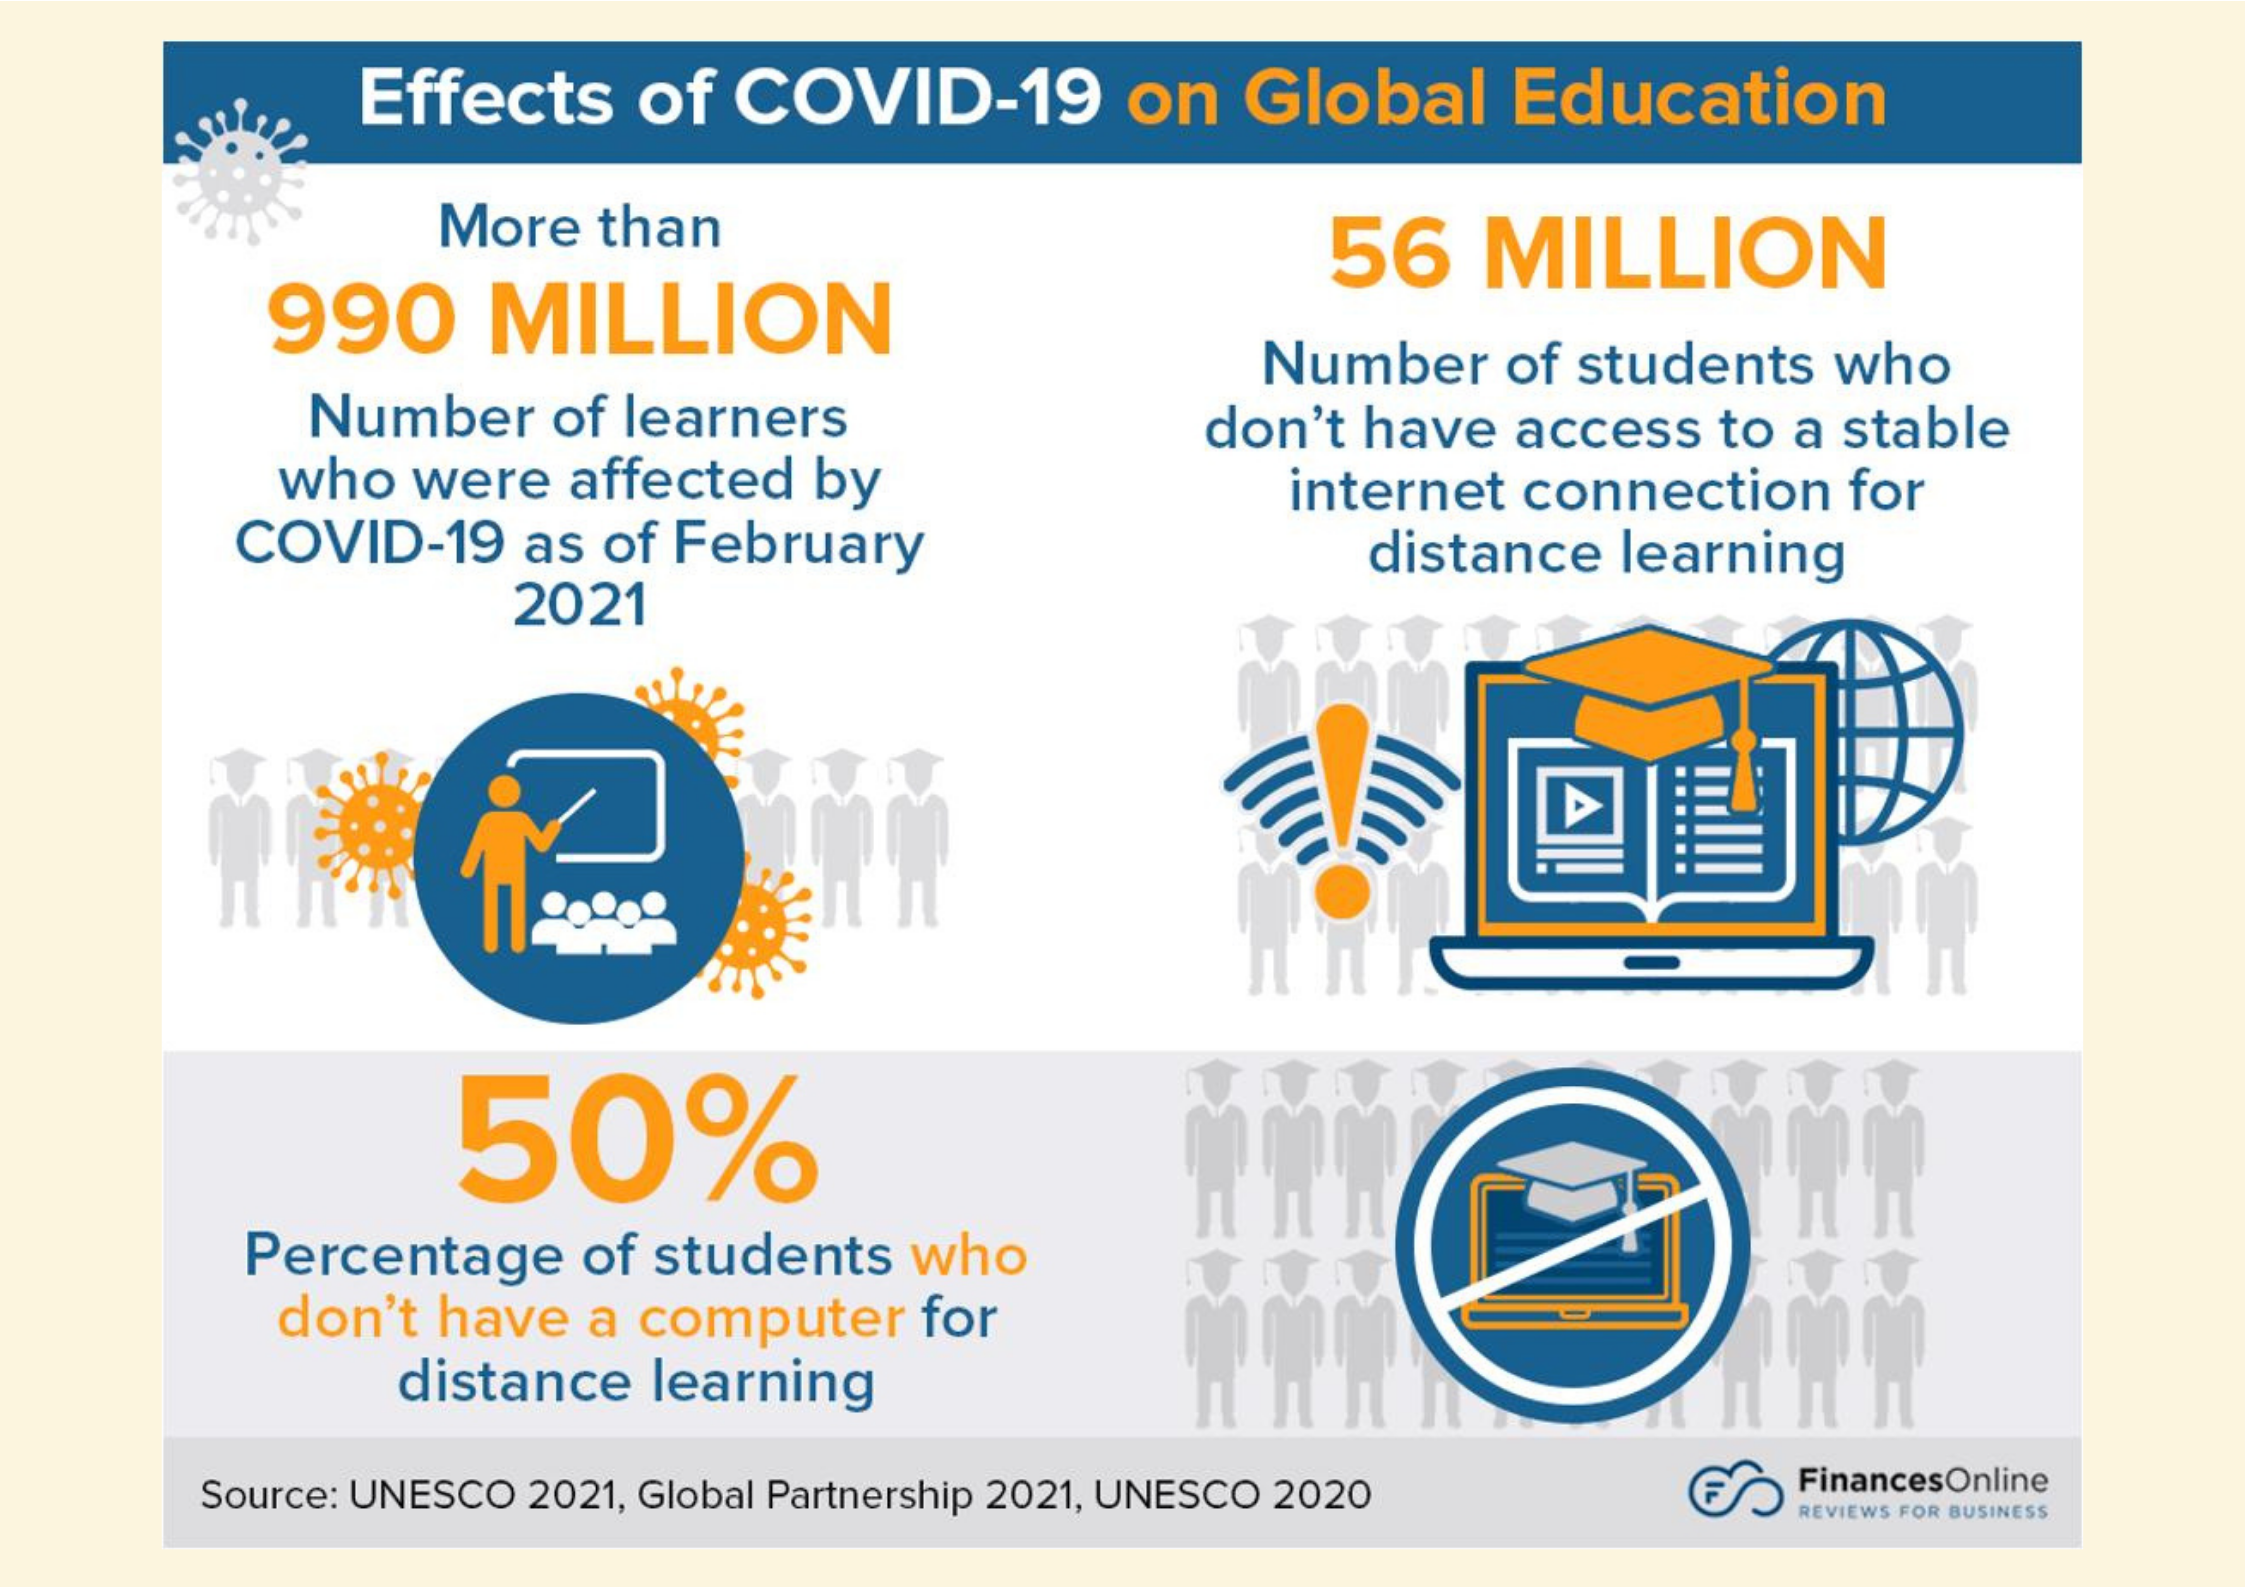 Effects of COVID-19 on Global Education
More than
990 MILLION
Number of learners
who were affected by
COVID-19 as of February
2021
56 MILLION
Number of students who
don't have access to a stable
internet connection for
distance learning
50%
Percentage of students who
don't have a computer for
distance learning
Source: UNESCO 2021, Global Partnership 2021, UNESCO 2020
FinancesOnline
REVIEWS FOR BUSINESS